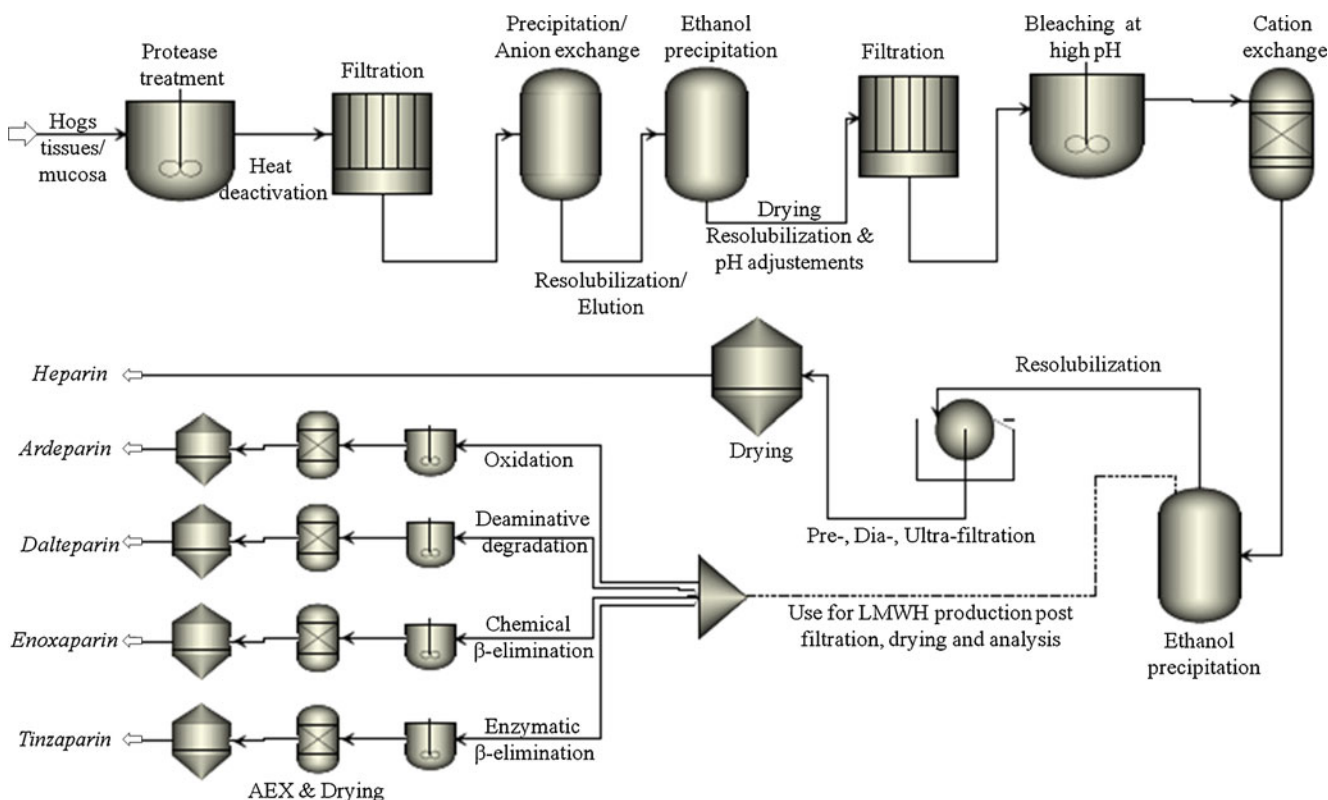 Protease
treatment
Filtration
Precipitation/
Anion exchange
Ethanol
precipitation
Filtration
Bleaching at
high pH
Cation
exchange
Hogs
tissues/
mucosa
Heat
deactivation
Drying
Resolubilization &
pH adjustements
Resolubilization/
Elution
Heparin
Drying
Resolubilization
Pre-, Dia-, Ultra-filtration
Ardeparin
Oxidation
Dalteparin
Deaminative
degradation
Enoxaparin
Chemical
β-elimination
Use for LMWH production post
filtration, drying and analysis
Ethanol
precipitation
Tinzaparin
Enzymatic
β-elimination
AEX & Drying